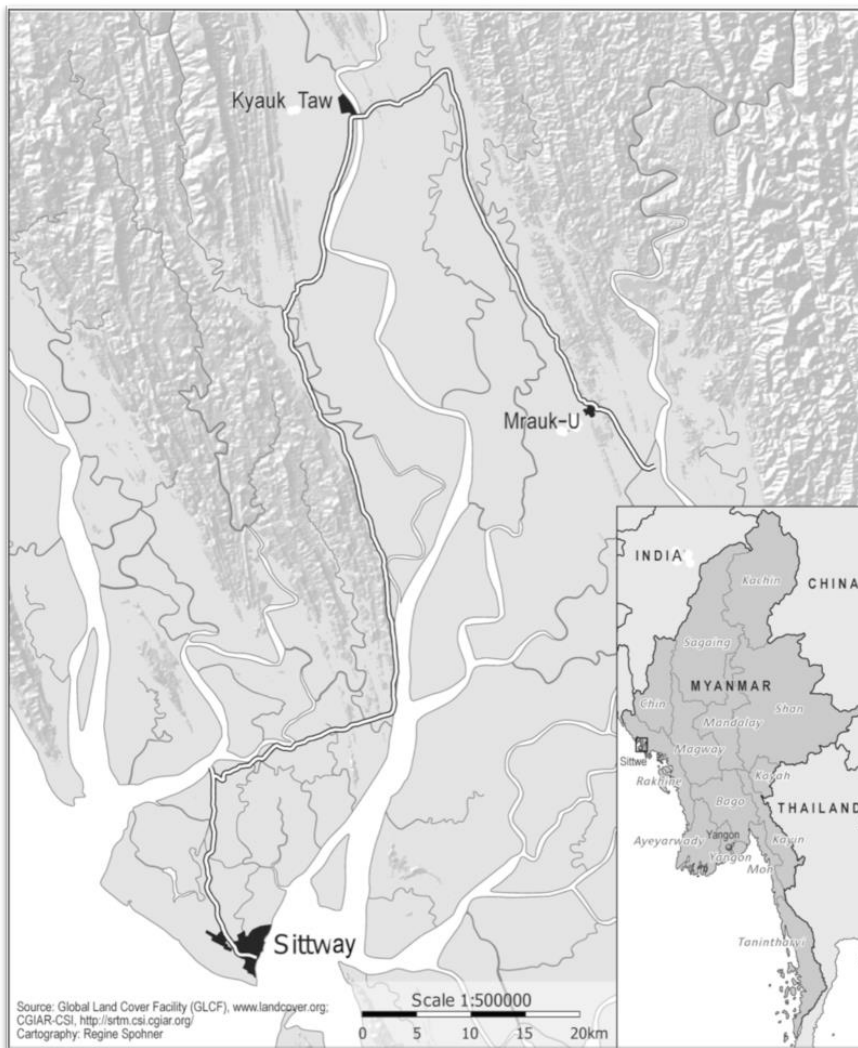 Kyauk Taw
Mrauk-U
INDIA
CHINA
Kachin
Sagaing
MYANMAR
Chin
Shan
Mandalay
Magway
Sittwe
Rakhine
Kayah
Bago
THAILAND
Ayeyarwady
Yangon
Kayin
Yangon
Mon
Tanintharyi
Sittway
Source: Global Land Cover Facility (GLCF), www.landcover.org;
CGIAR-CSI, http://srtm.csi.cgiar.org/
Cartography: Regine Spohner
Scale 1:500000
0 5 10 15 20km